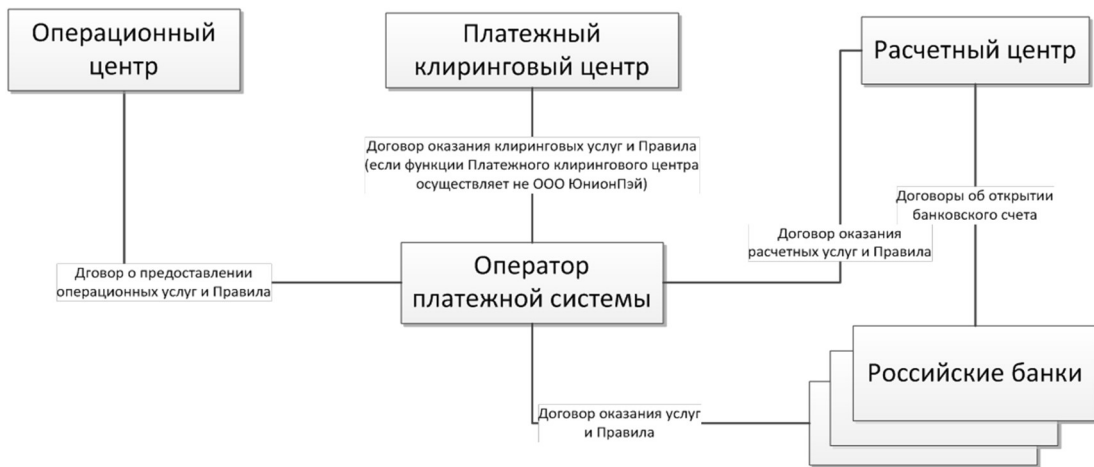 Операционный
центр
Платежный
клиринговый центр
Расчетный центр
Договор оказания клиринговых услуг и Правила
(если функции Платежного клирингового центра
осуществляет не ООО ЮнионПэй)
Договоры об открытии
банковского счета
Договор оказания
расчетных услуг и Правила
Дговор о предоставлении
операционных услуг и Правила
Оператор
платежной системы
Российские банки
Договор оказания услуг
и Правила